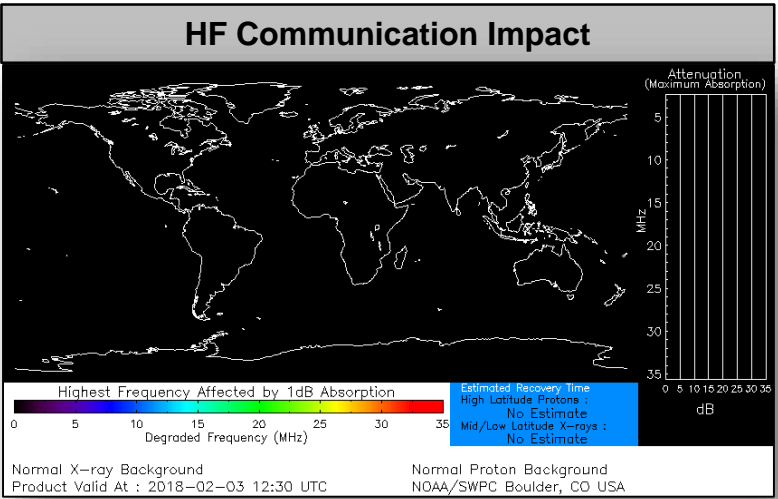 HF Communication Impact
Attenuation
(Maximum Absorption)
5
10
15
20
25
30
35
MHz
0 5 10 15 20 25 30 35
dB
Highest Frequency Affected by 1dB Absorption
0 5 10 15 20 25 30 35
Degraded Frequency (MHz)
Estimated Recovery Time
High Latitude Protons :
No Estimate
Mid/Low Latitude X-rays :
No Estimate
Normal X-ray Background
Normal Proton Background
Product Valid At : 2018-02-03 12:30 UTC
NOAA/SWPC Boulder, CO USA